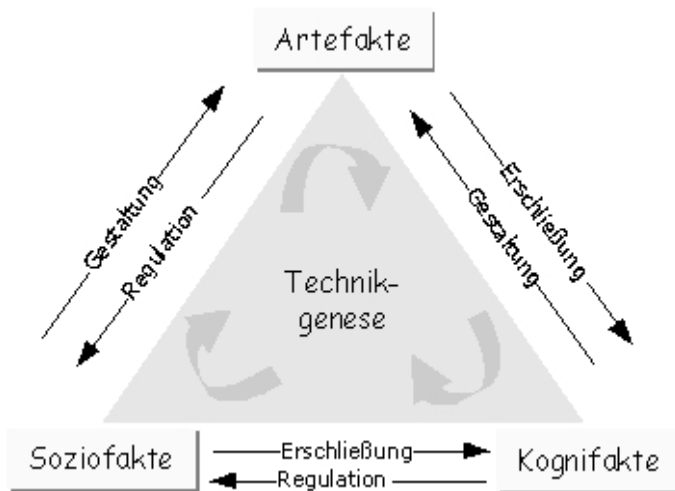 Artefakte
Gestaltung
Regulation
Erschließung
Gestaltung
Technik-
genese
Soziofakte
Erschließung
Regulation
Kognifakte